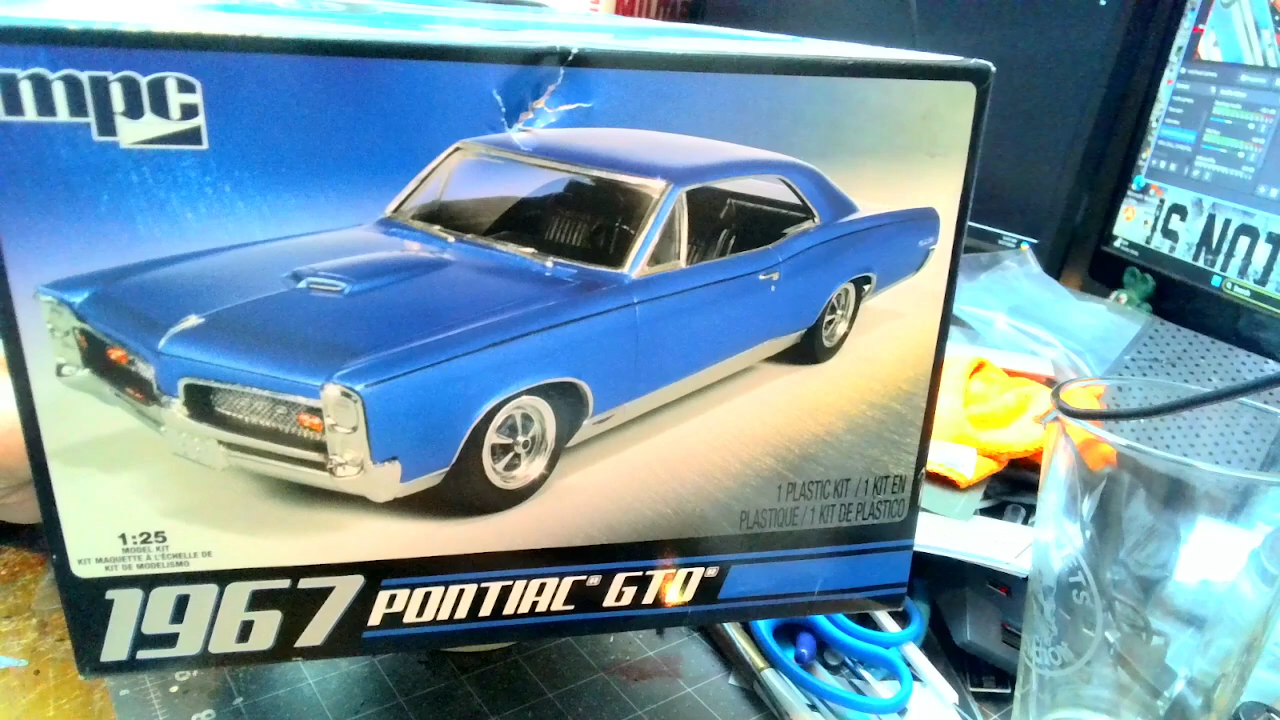 mpc
1 PLASTIC KIT / 1 KIT EN
PLASTIQUE / 1 KIT DE PLASTICO
1:25
MODEL KIT
KIT MAQUETTE A L'ÉCHELLE DE
KIT DE MODELISMO
1967 PONTIAC GTO
IS NOT